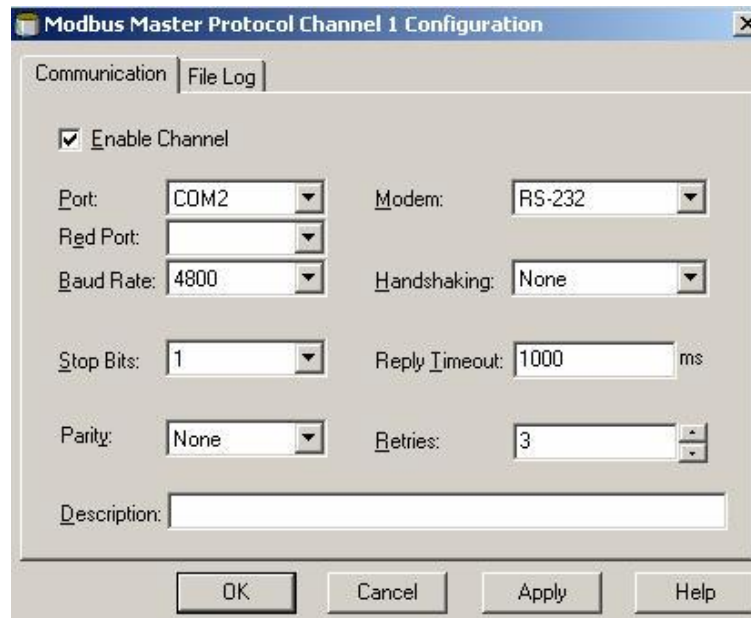 Modbus Master Protocol Channel 1 Configuration
Communication File Log
Enable Channel
Port: COM2 Modem: RS-232
Red Port:
Baud Rate: 4800 Handshaking: None
Stop Bits: 1 Reply Timeout: 1000 ms
Parity: None Retries: 3
Description:
OK Cancel Apply Help